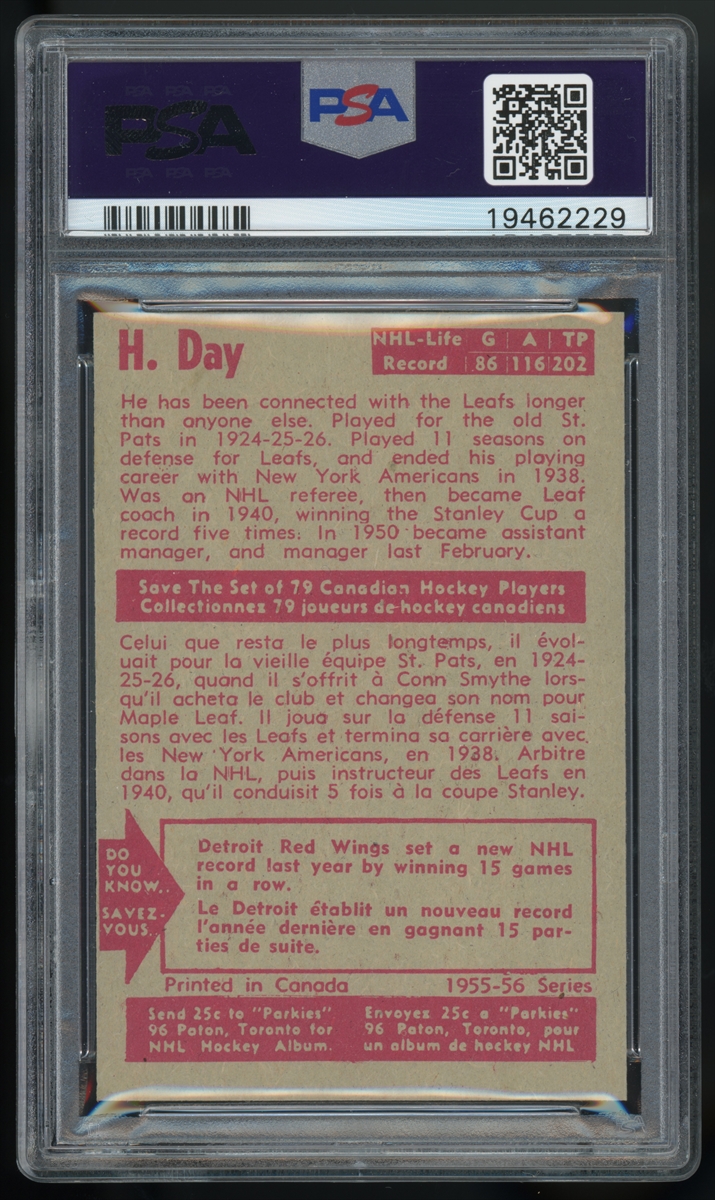 PSA PSA PSA
PSA
PSA PSA PSA
PSA
19462229
H. Day
NHL-Life G A TP
Record 86 116 202
He has been connected with the Leafs longer
than anyone else. Played for the old St.
Pats in 1924-25-26. Played 11 seasons on
defense for Leafs, and ended his playing
career with New York Americans in 1938.
Was an NHL referee, then became Leaf
coach in 1940, winning the Stanley Cup a
record five times. In 1950 became assistant
manager, and manager last February.
Save The Set of 79 Canadian Hockey Players
Collectionnez 79 joueurs de hockey canadiens
Celui que resta le plus longtemps, il évol-
uait pour la vieille équipe St. Pats, en 1924-
25-26, quand il s'offrit à Conn Smythe lors-
qu'il acheta le club et changea son nom pour
Maple Leaf. Il joua sur la défense 11 sai-
sons avec les Leafs et termina sa carrière avec
les New York Americans, en 1938. Arbitre
dans la NHL, puis instructeur des Leafs en
1940, qu'il conduisit 5 fois à la coupe Stanley.
DO
YOU
KNOW..
SAVEZ-
VOUS..
Detroit Red Wings set a new NHL
record last year by winning 15 games
in a row.
Le Detroit établit un nouveau record
l'année dernière en gagnant 15 par-
ties de suite.
Printed in Canada 1955-56 Series
Send 25c to "Parkies"
96 Paton, Toronto for
NHL Hockey Album.
Envoyez 25c a "Parkies"
96 Paton, Toronto, pour
un album de hockey NHL